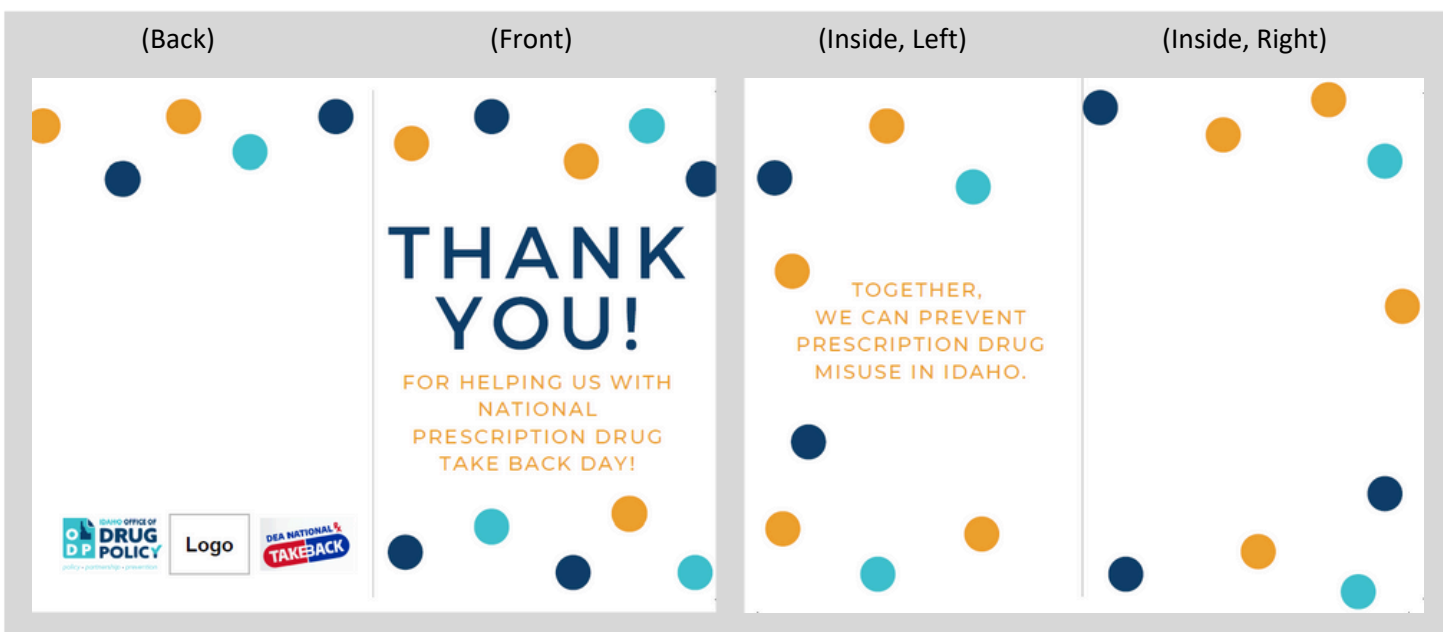 (Back)
(Front)
(Inside, Left)
(Inside, Right)
THANK
YOU!
FOR HELPING US WITH
NATIONAL
PRESCRIPTION DRUG
TAKE BACK DAY!
TOGETHER,
WE CAN PREVENT
PRESCRIPTION DRUG
MISUSE IN IDAHO.
ODP
IDAHO OFFICE OF
DRUG
POLICY
policy • partnership • prevention
Logo
DEA NATIONAL Rx
TAKEBACK